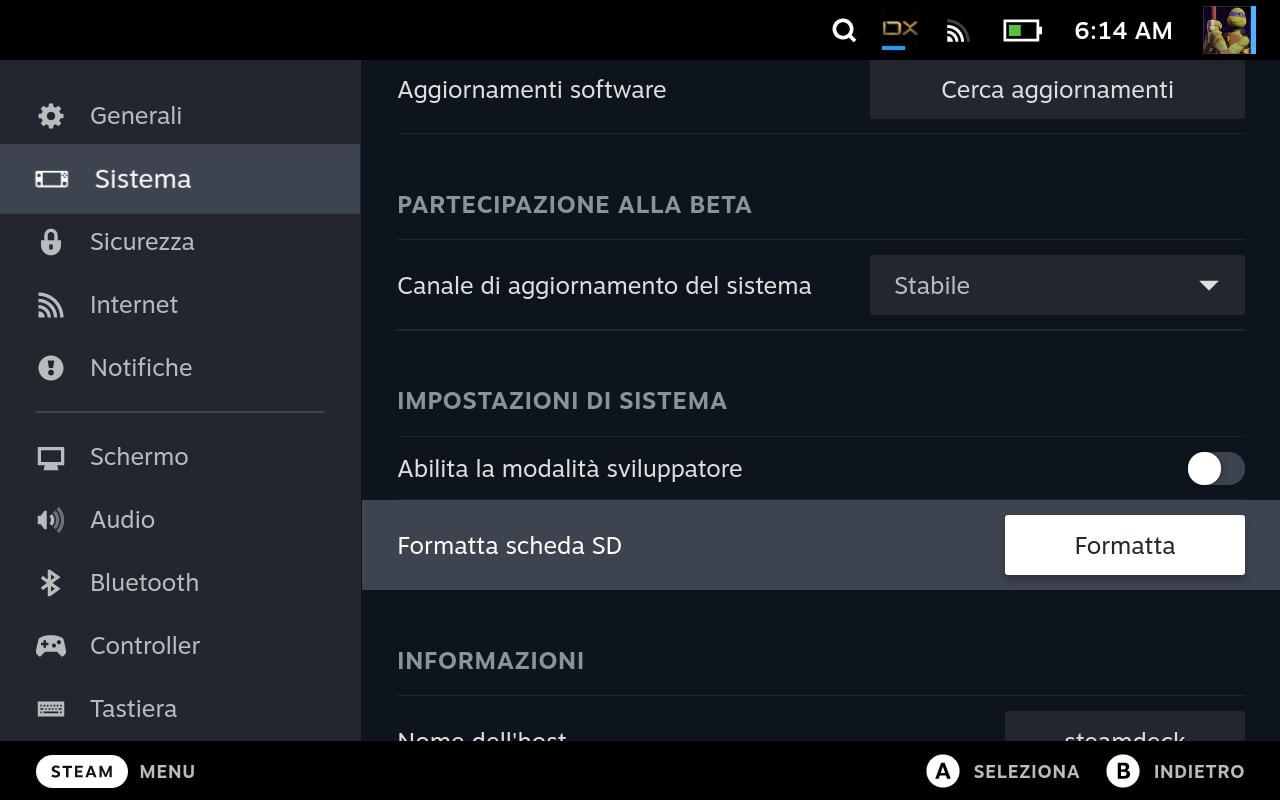 DX
6:14 AM
Generali
Sistema
Sicurezza
Internet
Notifiche
Schermo
Audio
Bluetooth
Controller
Tastiera
Aggiornamenti software
Cerca aggiornamenti
PARTECIPAZIONE ALLA BETA
Canale di aggiornamento del sistema
Stabile
IMPOSTAZIONI DI SISTEMA
Abilita la modalità sviluppatore
Formatta scheda SD
Formatta
INFORMAZIONI
Nome dell'host
steamdeck
STEAM MENU
A SELEZIONA B INDIETRO